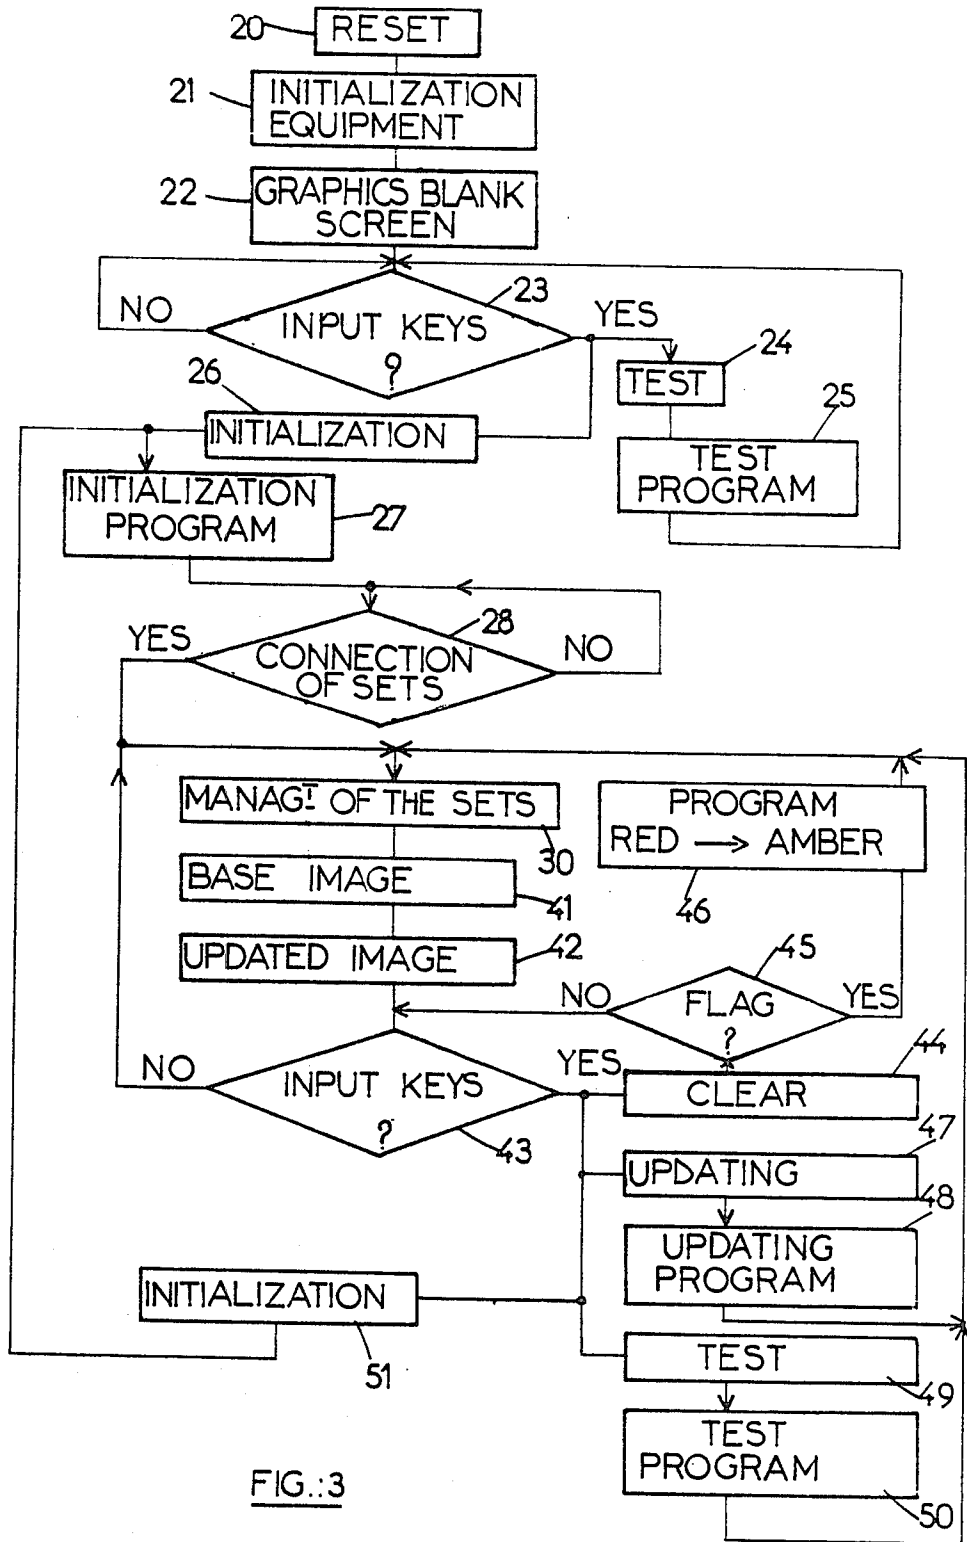 20
RESET
21
INITIALIZATION
EQUIPMENT
22
GRAPHICS BLANK
SCREEN
23
NO
INPUT KEYS
?
YES
24
TEST
26
INITIALIZATION
25
TEST
PROGRAM
INITIALIZATION
PROGRAM
27
28
YES
CONNECTION
OF SETS
NO
MANAGT OF THE SETS
30
PROGRAM
RED → AMBER
46
BASE IMAGE
41
UPDATED IMAGE
42
45
NO
FLAG
?
YES
44
NO
INPUT KEYS
?
YES
43
CLEAR
47
UPDATING
48
UPDATING
PROGRAM
INITIALIZATION
51
TEST
49
TEST
PROGRAM
50
FIG.:3